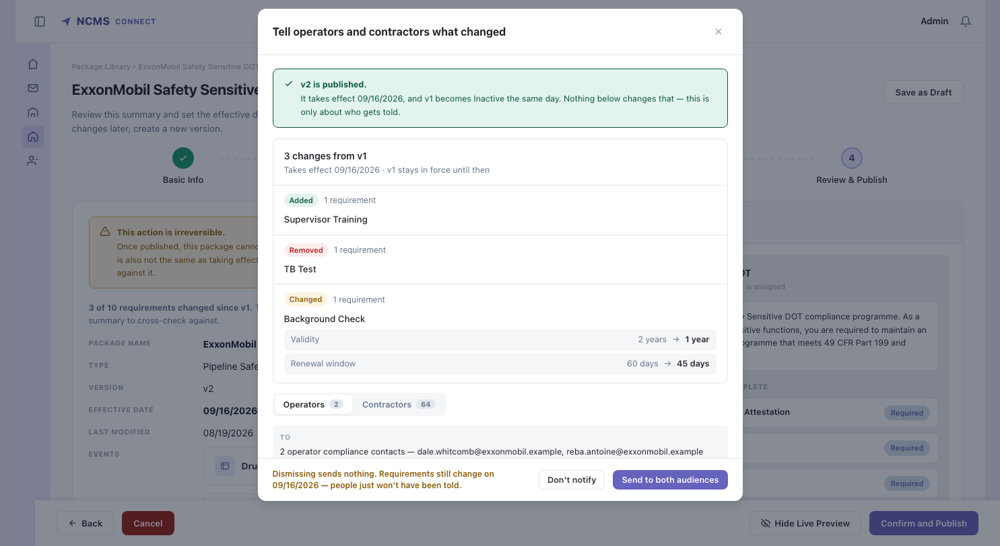 NCMS CONNECT
Admin
Package Library › ExxonMobil Safety Sensitive DOT
ExxonMobil Safety Sensitive
Save as Draft
Review this summary and set the effective d
changes later, create a new version.
Basic Info
4
Review & Publish
This action is irreversible.
Once published, this package canno
is also not the same as taking effect
against it.
3 of 10 requirements changed since v1.
summary to cross-check against.
PACKAGE NAME
ExxonMobil
TYPE
Pipeline Safe
VERSION
v2
EFFECTIVE DATE
09/16/2026
LAST MODIFIED
08/19/2026
EVENTS
Dru
Tell operators and contractors what changed
v2 is published.
It takes effect 09/16/2026, and v1 becomes Inactive the same day. Nothing below changes that — this is
only about who gets told.
3 changes from v1
Takes effect 09/16/2026 · v1 stays in force until then
Added 1 requirement
Supervisor Training
Removed 1 requirement
TB Test
Changed 1 requirement
Background Check
Validity 2 years → 1 year
Renewal window 60 days → 45 days
Operators 2 Contractors 64
TO
2 operator compliance contacts — dale.whitcomb@exxonmobil.example, reba.antoine@exxonmobil.example
Dismissing sends nothing. Requirements still change on
09/16/2026 — people just won't have been told.
Don't notify
Send to both audiences
OT
is assigned
Sensitive DOT compliance programme. As a
sitive functions, you are required to maintain an
ogramme that meets 49 CFR Part 199 and
PLETE
Attestation
Required
Required
Required
← Back
Cancel
Hide Live Preview
Confirm and Publish